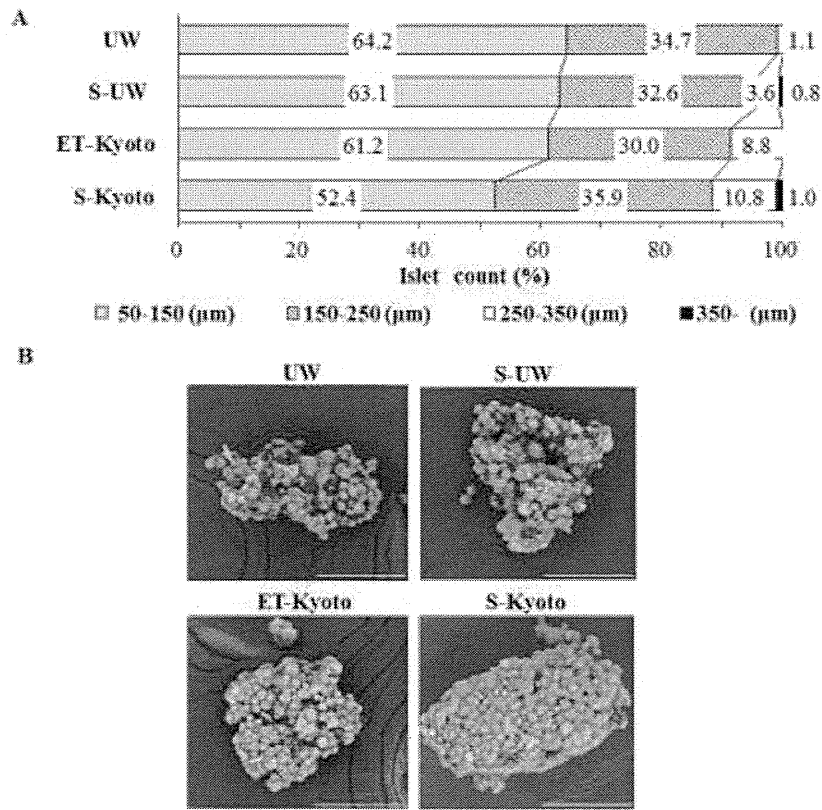 A
UW 64.2 34.7 1.1
S-UW 63.1 32.6 3.6 0.8
ET-Kyoto 61.2 30.0 8.8
S-Kyoto 52.4 35.9 10.8 1.0
0 20 40 60 80 100
Islet count (%)
50-150 (μm) 150-250 (μm) 250-350 (μm) 350- (μm)
B
UW S-UW
ET-Kyoto S-Kyoto